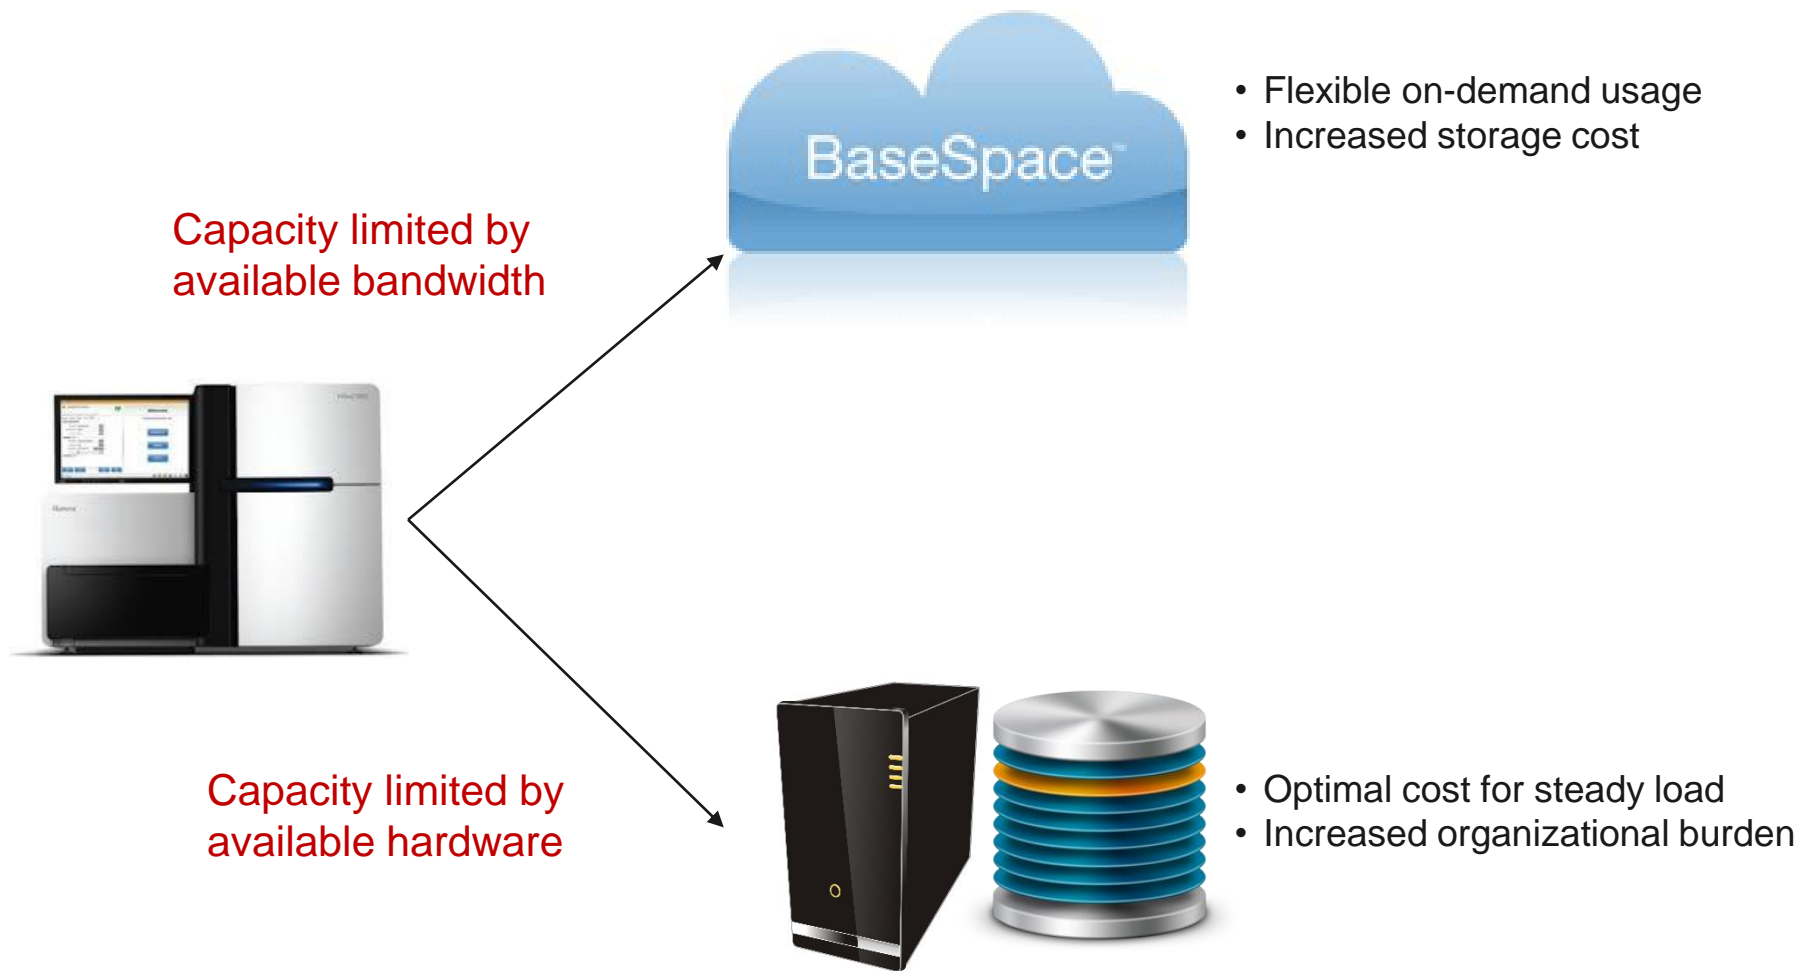 • Flexible on-demand usage
• Increased storage cost
BaseSpace™
Capacity limited by
available bandwidth
Capacity limited by
available hardware
• Optimal cost for steady load
• Increased organizational burden